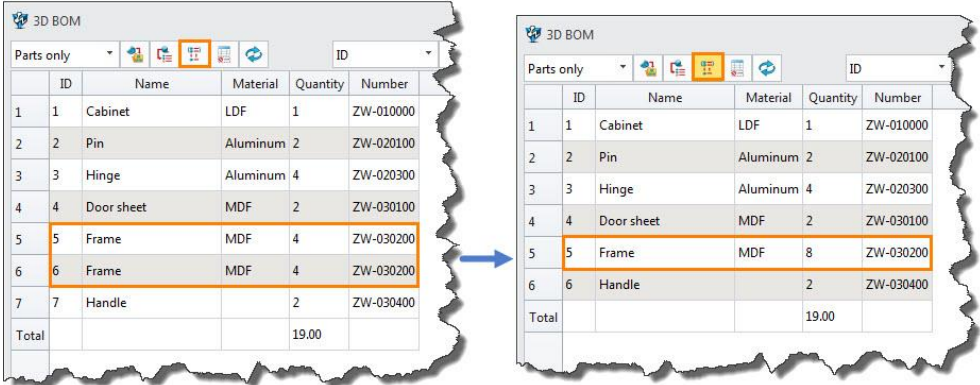 3D BOM
Parts only ID
ID Name Material Quantity Number
1 1 Cabinet LDF 1 ZW-010000
2 2 Pin Aluminum 2 ZW-020100
3 3 Hinge Aluminum 4 ZW-020300
4 4 Door sheet MDF 2 ZW-030100
5 5 Frame MDF 4 ZW-030200
6 6 Frame MDF 4 ZW-030200
7 7 Handle 2 ZW-030400
Total 19.00
3D BOM
Parts only ID
ID Name Material Quantity Number
1 1 Cabinet LDF 1 ZW-010000
2 2 Pin Aluminum 2 ZW-020100
3 3 Hinge Aluminum 4 ZW-020300
4 4 Door sheet MDF 2 ZW-030100
5 5 Frame MDF 8 ZW-030200
6 6 Handle 2 ZW-030400
Total 19.00